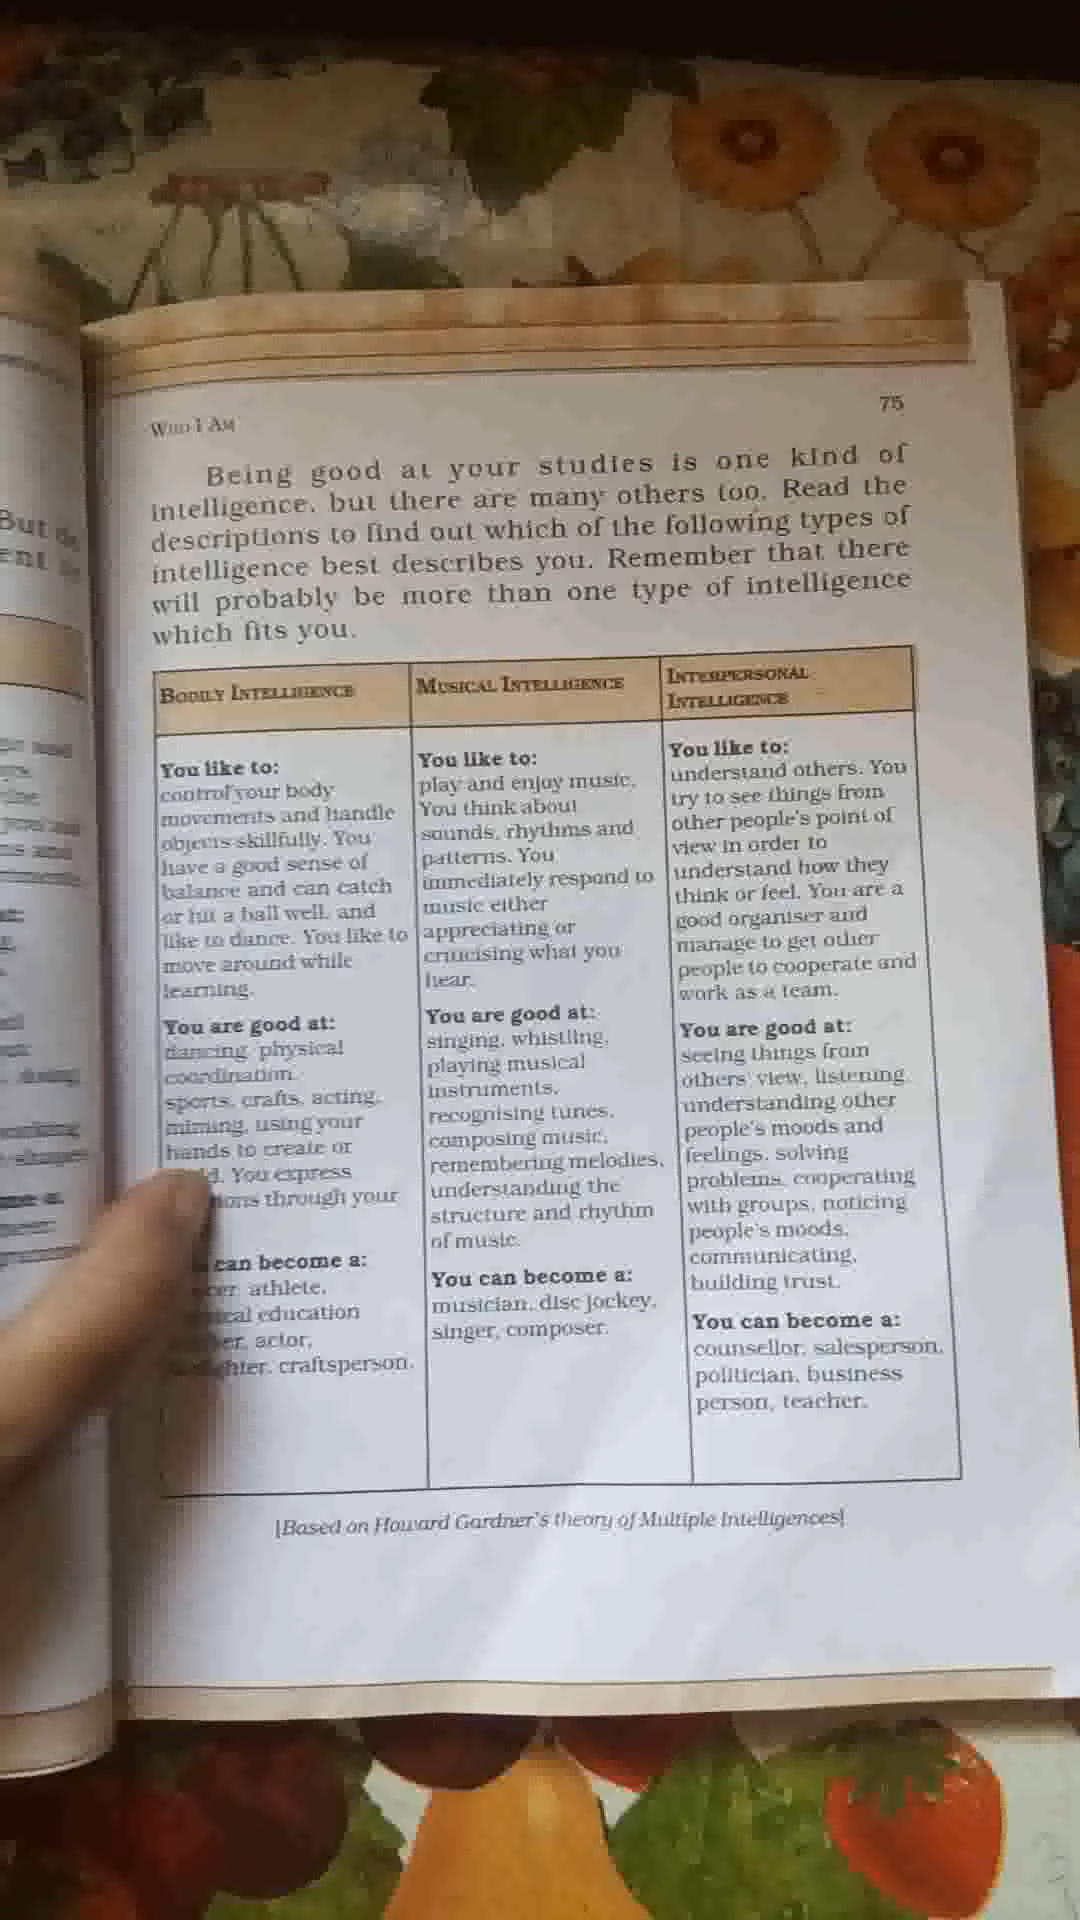 WHO I AM
75
Being good at your studies is one kind of
intelligence, but there are many others too. Read the
descriptions to find out which of the following types of
intelligence best describes you. Remember that there
will probably be more than one type of intelligence
which fits you.
BODILY INTELLIGENCE
You like to:
control your body
movements and handle
objects skillfully. You
have a good sense of
balance and can catch
or hit a ball well, and
like to dance. You like to
move around while
learning.
You are good at:
dancing, physical
coordination,
sports, crafts, acting,
miming, using your
hands to create or
You express
through your
can become a:
athlete,
education
actor,
craftsperson.
MUSICAL INTELLIGENCE
You like to:
play and enjoy music.
You think about
sounds, rhythms and
patterns. You
immediately respond to
music either
appreciating or
criticising what you
hear.
You are good at:
singing, whistling,
playing musical
instruments,
recognising tunes,
composing music,
remembering melodies,
understanding the
structure and rhythm
of music.
You can become a:
musician, disc jockey,
singer, composer.
INTERPERSONAL
INTELLIGENCE
You like to:
understand others. You
try to see things from
other people's point of
view in order to
understand how they
think or feel. You are a
good organiser and
manage to get other
people to cooperate and
work as a team.
You are good at:
seeing things from
others' view, listening,
understanding other
people's moods and
feelings, solving
problems, cooperating
with groups, noticing
people's moods,
communicating,
building trust.
You can become a:
counsellor, salesperson,
politician, business
person, teacher.
[Based on Howard Gardner's theory of Multiple Intelligences]